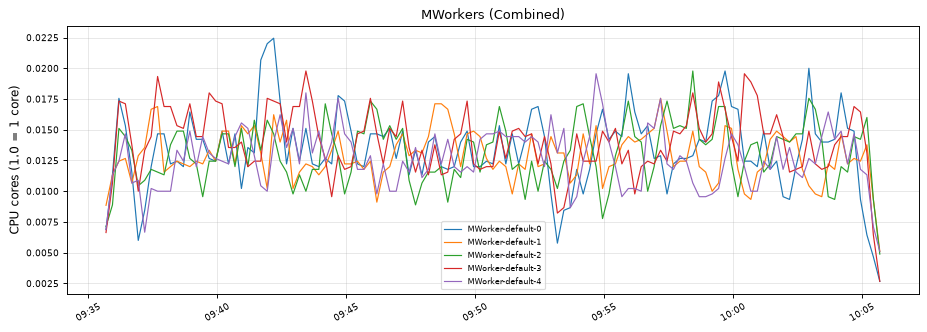 MWorkers (Combined)
CPU cores (1.0 = 1 core)
0.0225
0.0200
0.0175
0.0150
0.0125
0.0100
0.0075
0.0050
0.0025
MWorker-default-0
MWorker-default-1
MWorker-default-2
MWorker-default-3
MWorker-default-4
09:35
09:40
09:45
09:50
09:55
10:00
10:05